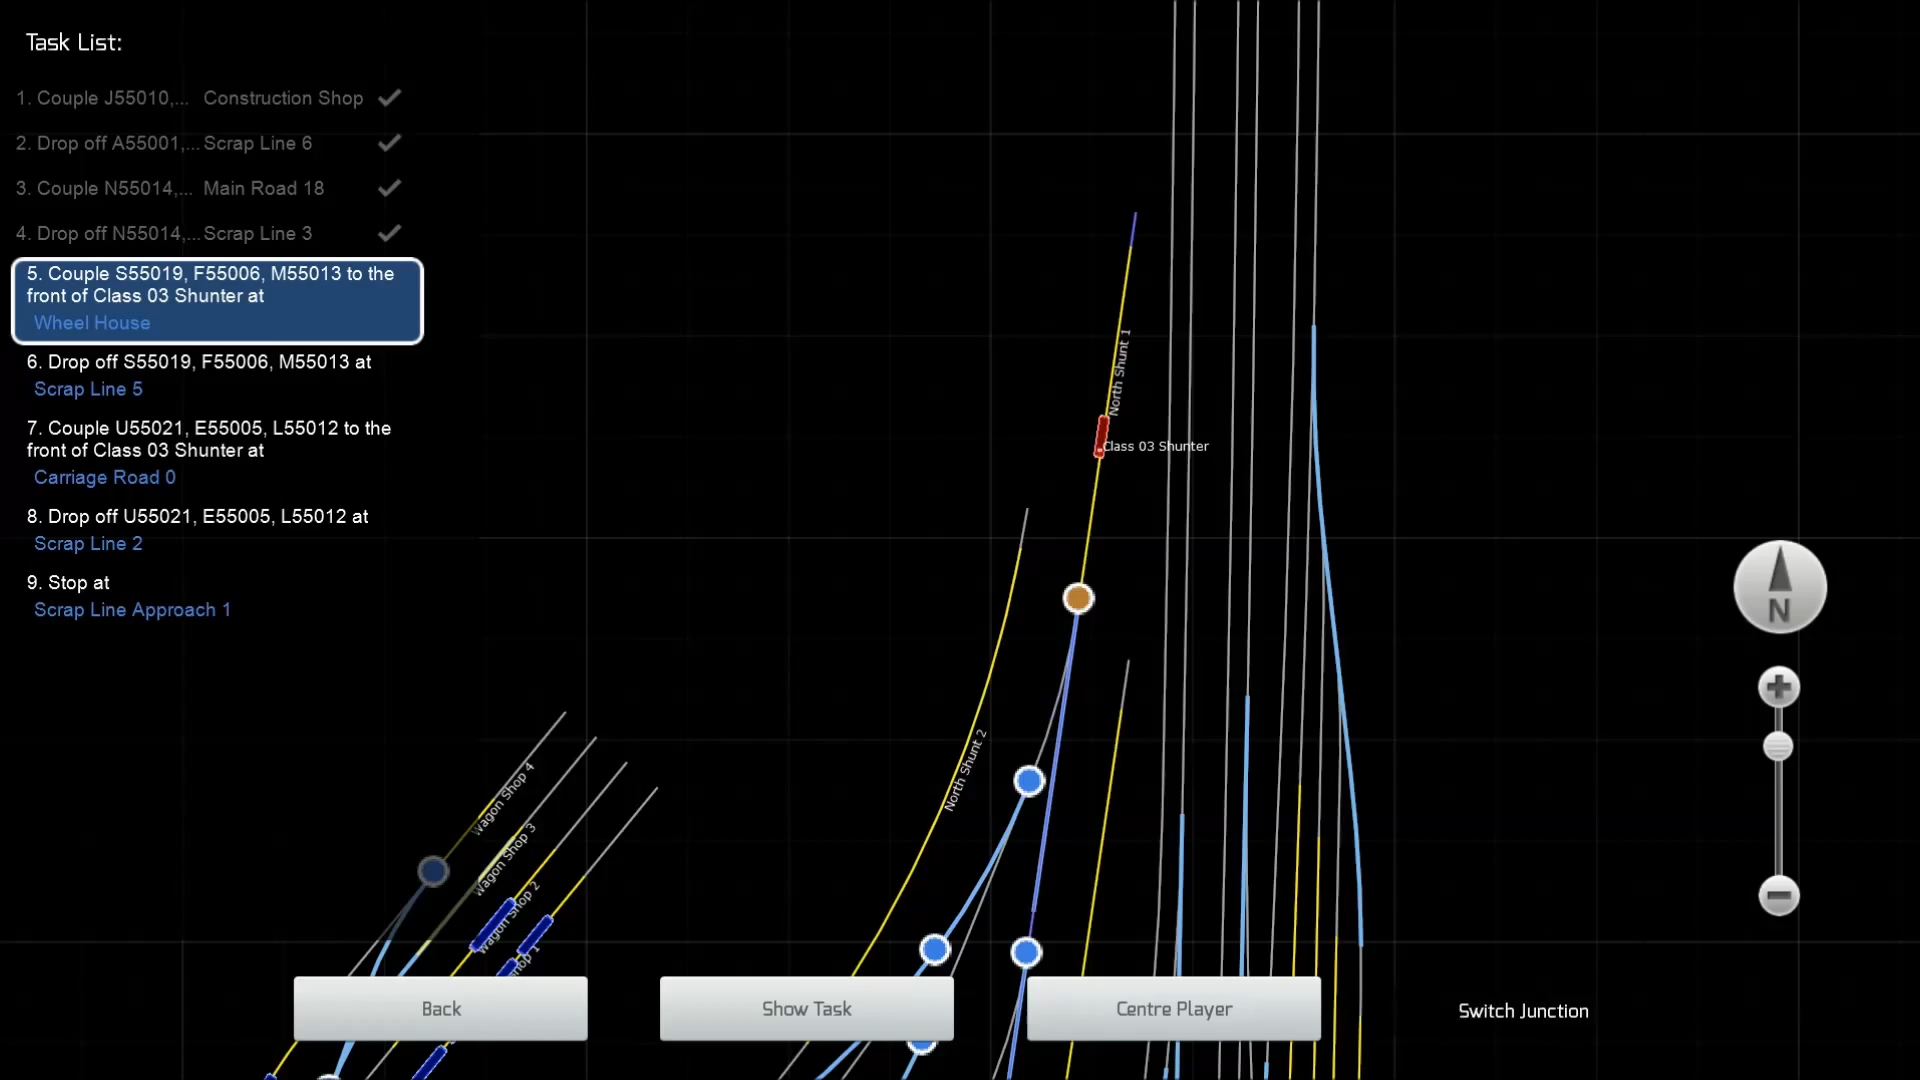 Task List:
1. Couple J55010,... Construction Shop
2. Drop off A55001,... Scrap Line 6
3. Couple N55014,... Main Road 18
4. Drop off N55014,... Scrap Line 3
5. Couple S55019, F55006, M55013 to the
front of Class 03 Shunter at
Wheel House
6. Drop off S55019, F55006, M55013 at
Scrap Line 5
7. Couple U55021, E55005, L55012 to the
front of Class 03 Shunter at
Carriage Road 0
8. Drop off U55021, E55005, L55012 at
Scrap Line 2
9. Stop at
Scrap Line Approach 1
North Shunt 1
Class 03 Shunter
N
North Shunt 2
Wagon Shop 4
Wagon Shop 3
Wagon Shop 2
Shop 1
Back
Show Task
Centre Player
Switch Junction